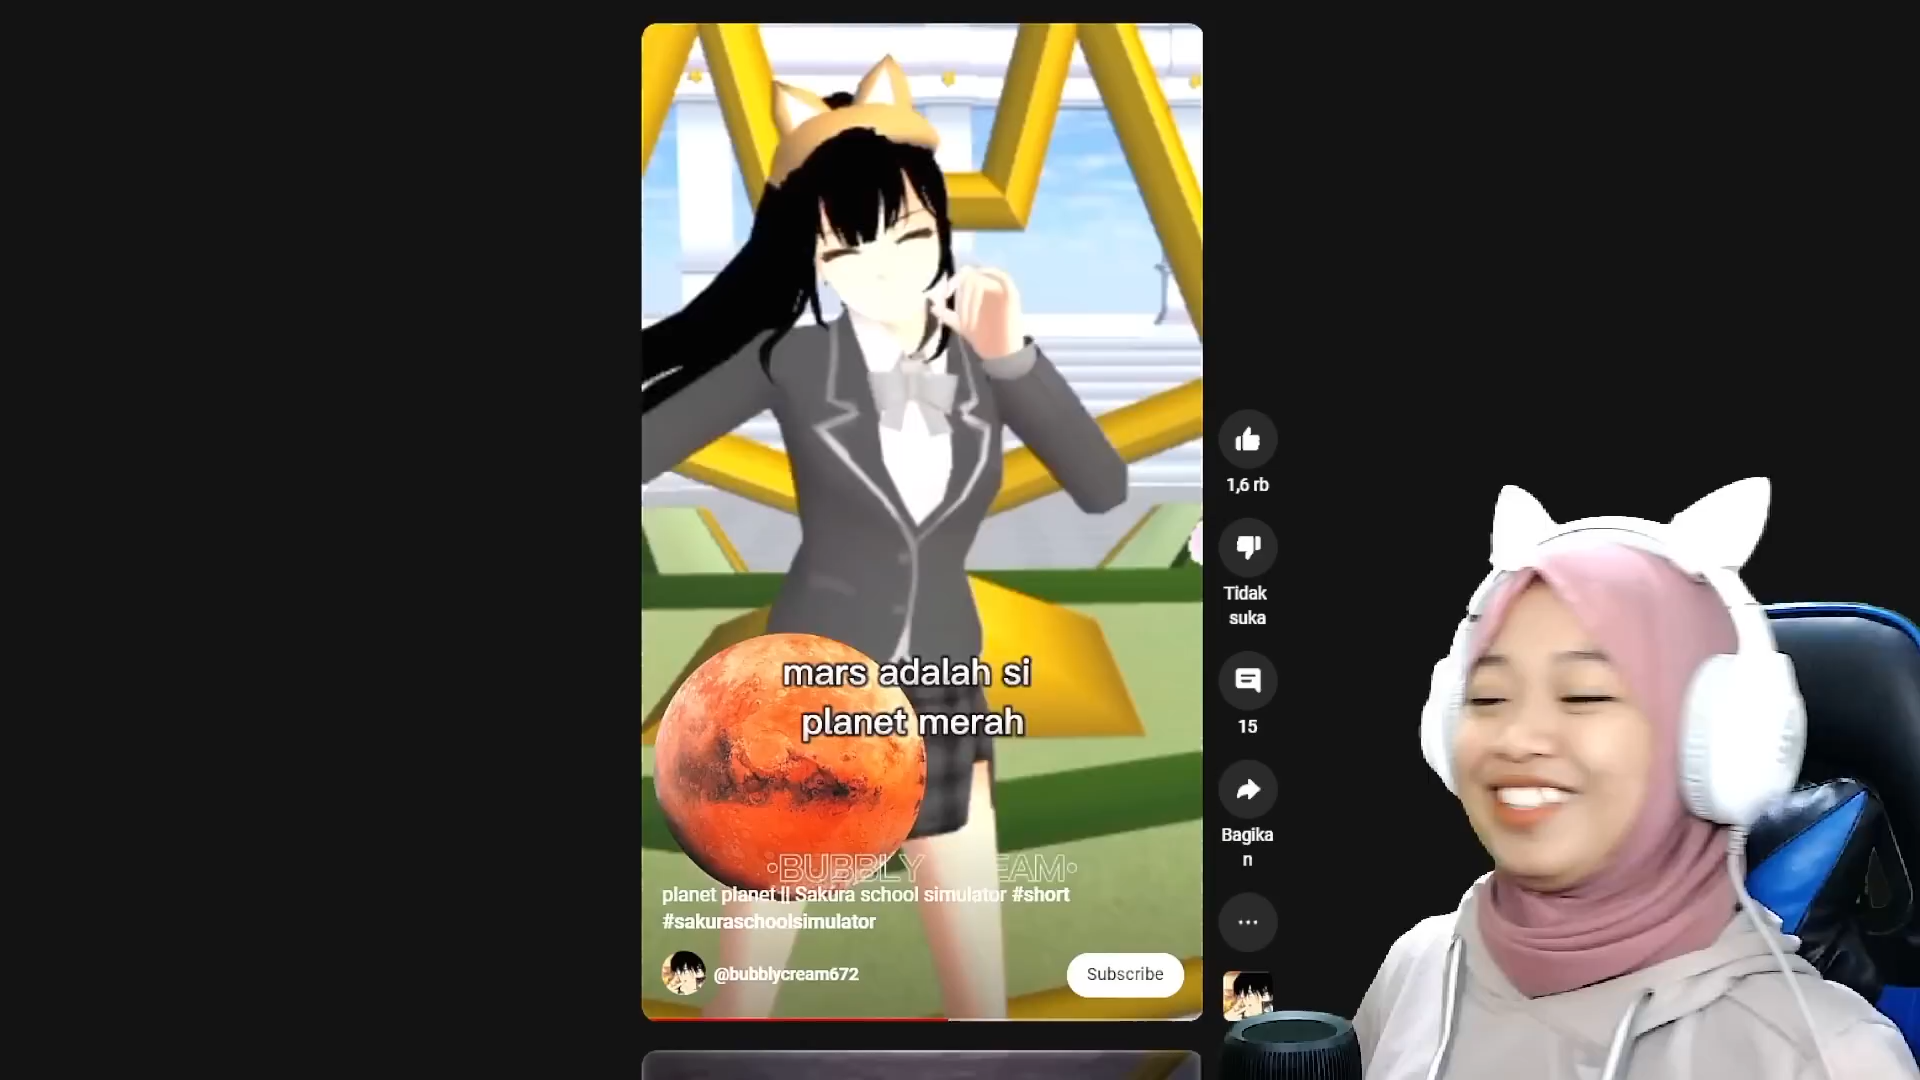 mars adalah si
planet merah
planet planet || Sakura school simulator #short
#sakuraschoolsimulator
@bubblycream672
Subscribe
1,6 rb
Tidak
suka
15
Bagika
n